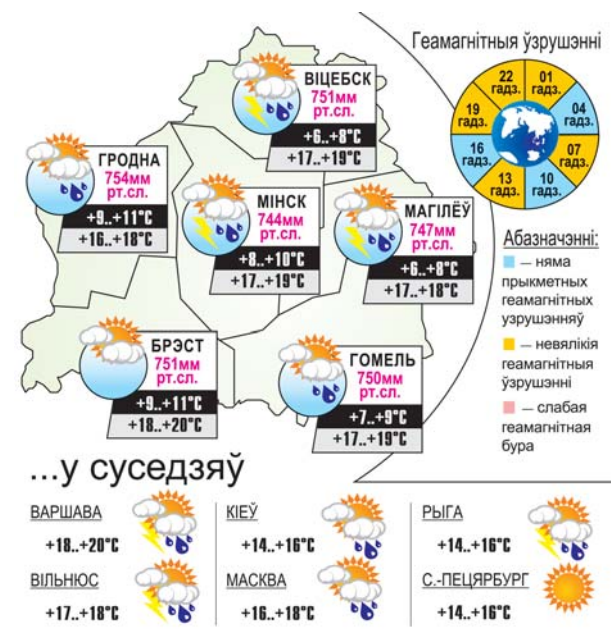 Геамагнітныя ўзрушэнні
22
гадз.
01
гадз.
19
гадз.
04
гадз.
16
гадз.
07
гадз.
13
гадз.
10
гадз.
ВІЦЕБСК
751мм
рт.сл.
+6..+8°C
+17..+19°C
ГРОДНА
754мм
рт.сл.
+9..+11°C
+16..+18°C
МІНСК
744мм
рт.сл.
+8..+10°C
+17..+19°C
МАГІЛЁЎ
747мм
рт.сл.
+6..+8°C
+17..+18°C
БРЭСТ
751мм
рт.сл.
+9..+11°C
+18..+20°C
ГОМЕЛЬ
750мм
рт.сл.
+7..+9°C
+17..+19°C
Абазначэнні:
— няма
прыкметных
геамагнітных
узрушэнняў
— невялікія
геамагнітныя
ўзрушэнні
— слабая
геамагнітная
бура
...у суседзяў
ВАРШАВА
+18..+20°C
КІЕЎ
+14..+16°C
РЫГА
+14..+16°C
ВІЛЬНЮС
+17..+18°C
МАСКВА
+16..+18°C
С.-ПЕЦЯРБУРГ
+14..+16°C